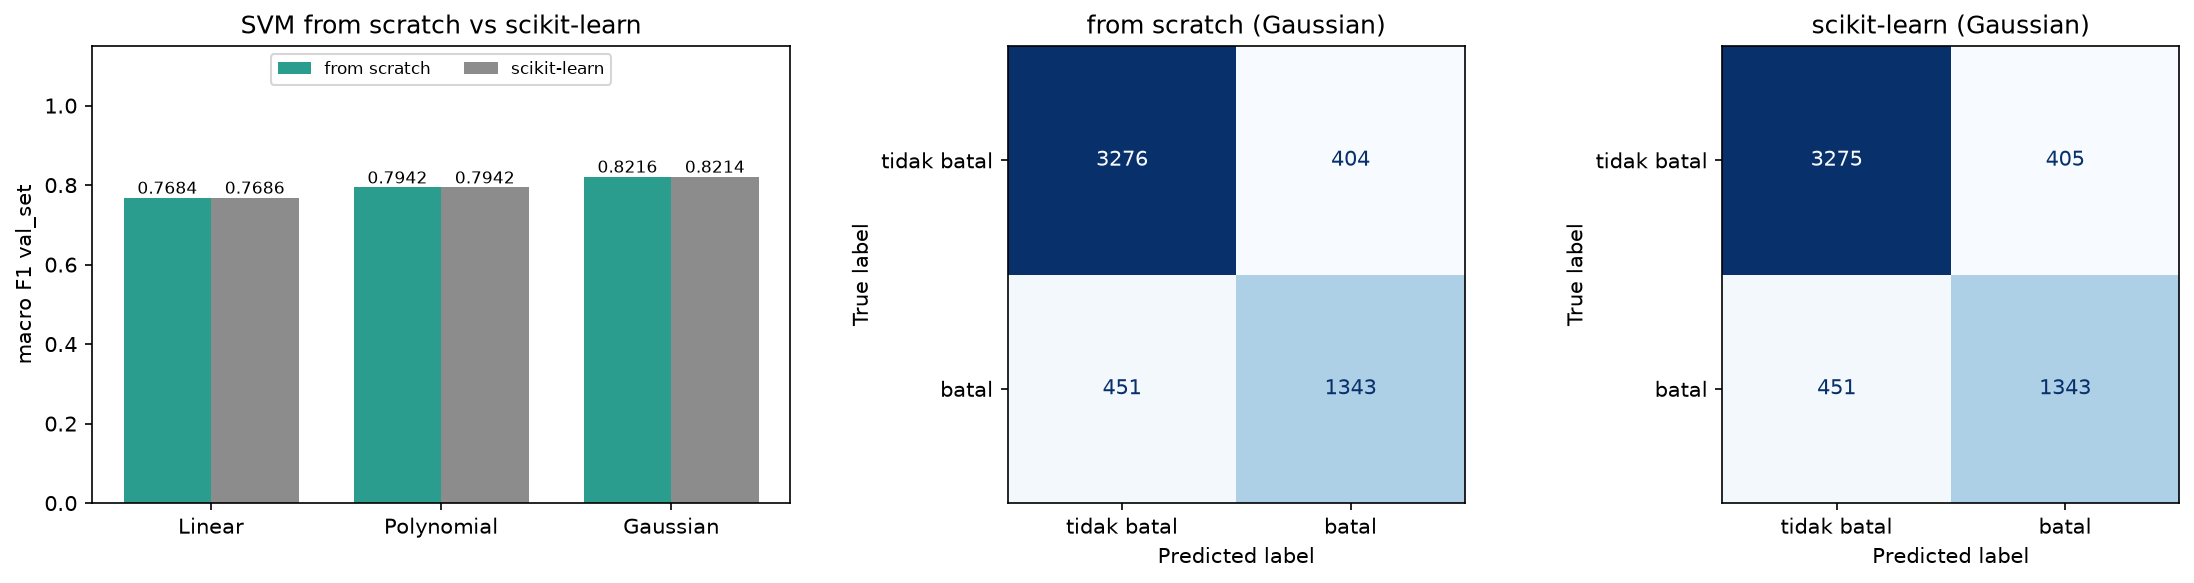 SVM from scratch vs scikit-learn
from scratch
scikit-learn
macro F1 val_set
1.0
0.8
0.6
0.4
0.2
0.0
0.7684
0.7686
0.7942
0.7942
0.8216
0.8214
Linear
Polynomial
Gaussian
from scratch (Gaussian)
True label
tidak batal
batal
3276
404
451
1343
tidak batal
batal
Predicted label
scikit-learn (Gaussian)
True label
tidak batal
batal
3275
405
451
1343
tidak batal
batal
Predicted label